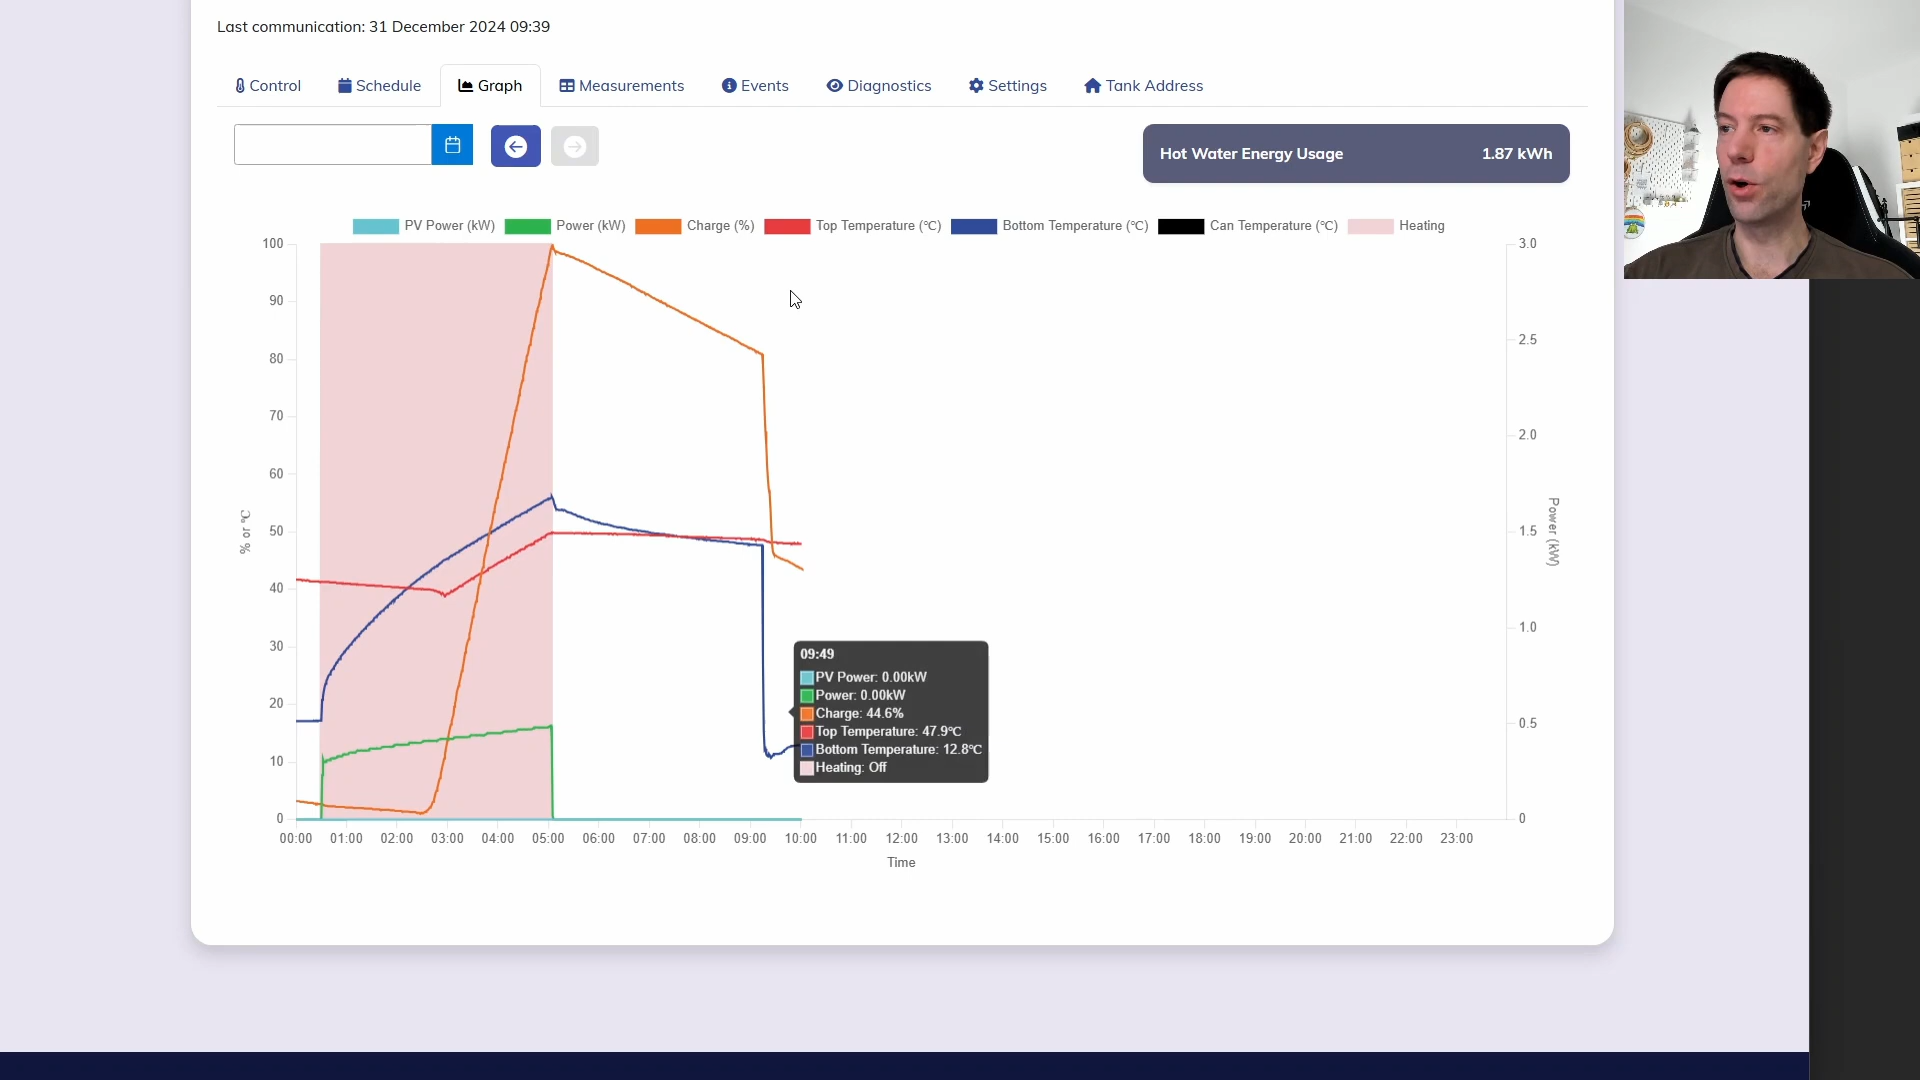 Last communication: 31 December 2024 09:39
Control Schedule Graph Measurements Events Diagnostics Settings Tank Address
Hot Water Energy Usage 1.87 kWh
PV Power (kW) Power (kW) Charge (%) Top Temperature (℃) Bottom Temperature (℃) Can Temperature (℃) Heating
100 3.0
90
2.5
80
70
2.0
60
50 1.5
% or ℃
Power (kW)
40
30
1.0
20
0.5
10
0 0
09:49
PV Power: 0.00kW
Power: 0.00kW
Charge: 44.6%
Top Temperature: 47.9℃
Bottom Temperature: 12.8℃
Heating: Off
00:00 01:00 02:00 03:00 04:00 05:00 06:00 07:00 08:00 09:00 10:00 11:00 12:00 13:00 14:00 15:00 16:00 17:00 18:00 19:00 20:00 21:00 22:00 23:00
Time